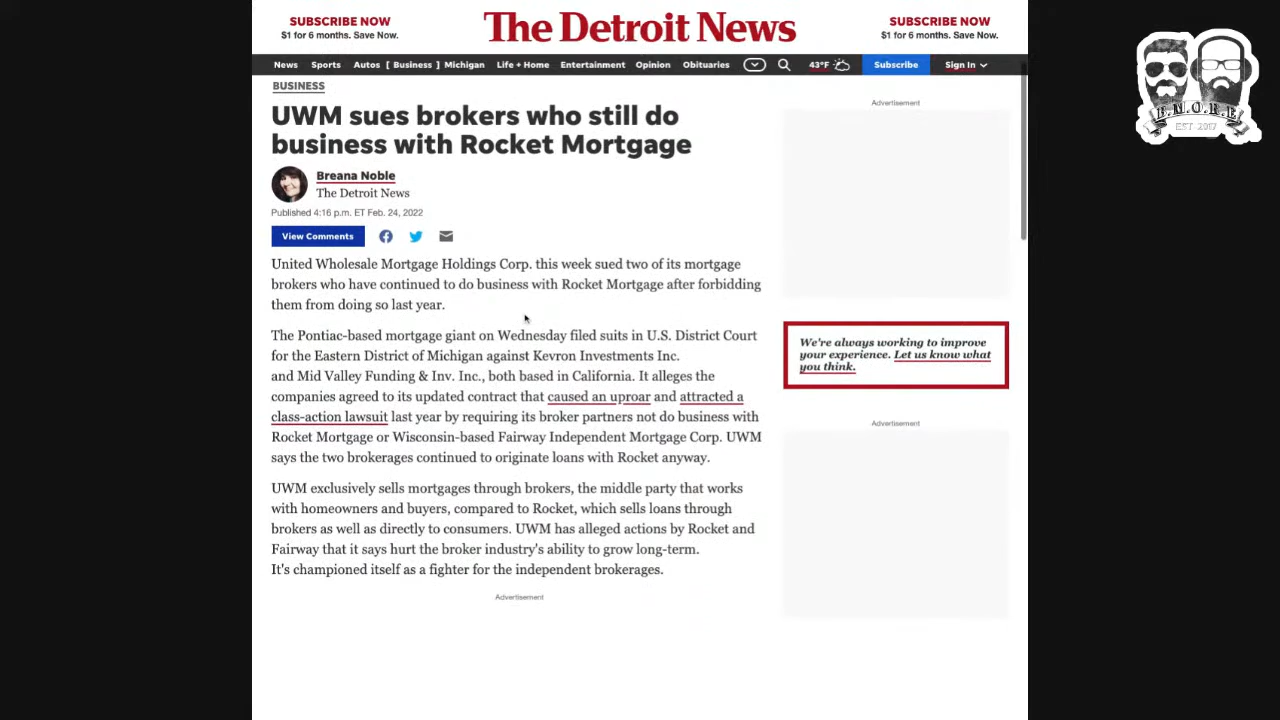 SUBSCRIBE NOW
$1 for 6 months. Save Now.
The Detroit News
SUBSCRIBE NOW
$1 for 6 months. Save Now.
News Sports Autos [ Business ] Michigan Life + Home Entertainment Opinion Obituaries 43°F Subscribe Sign In
BUSINESS
UWM sues brokers who still do
business with Rocket Mortgage
Breana Noble
The Detroit News
Published 4:16 p.m. ET Feb. 24, 2022
View Comments
United Wholesale Mortgage Holdings Corp. this week sued two of its mortgage
brokers who have continued to do business with Rocket Mortgage after forbidding
them from doing so last year.
The Pontiac-based mortgage giant on Wednesday filed suits in U.S. District Court
for the Eastern District of Michigan against Kevron Investments Inc.
and Mid Valley Funding & Inv. Inc., both based in California. It alleges the
companies agreed to its updated contract that caused an uproar and attracted a
class-action lawsuit last year by requiring its broker partners not do business with
Rocket Mortgage or Wisconsin-based Fairway Independent Mortgage Corp. UWM
says the two brokerages continued to originate loans with Rocket anyway.
UWM exclusively sells mortgages through brokers, the middle party that works
with homeowners and buyers, compared to Rocket, which sells loans through
brokers as well as directly to consumers. UWM has alleged actions by Rocket and
Fairway that it says hurt the broker industry's ability to grow long-term.
It's championed itself as a fighter for the independent brokerages.
Advertisement
Advertisement
We're always working to improve
your experience. Let us know what
you think.
Advertisement
B.M.O.R.E
EST 2017